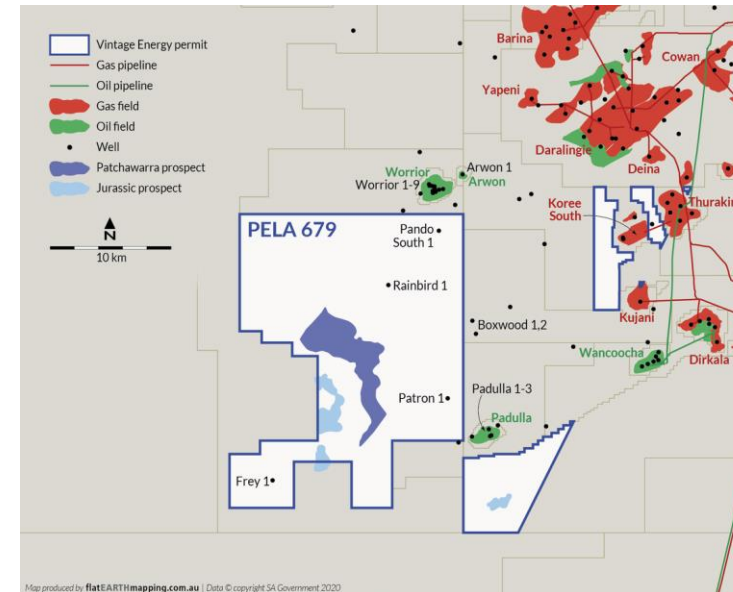 Vintage Energy permit
Gas pipeline
Oil pipeline
Gas field
Oil field
Well
Patchawarra prospect
Jurassic prospect
N
10 km
Barina
Cowan
Yapeni
Daralingie
Deina
Worrior
Arwon 1
Worrior 1-9
Arwon
Koree
South
PELA 679
Pando
South 1
Rainbird 1
Kujani
Boxwood 1,2
Wancoocha
Dirkala
Patron 1
Padulla 1-3
Padulla
Frey 1
Map produced by flatEARTHmapping.com.au | Data © copyright SA Government 2020